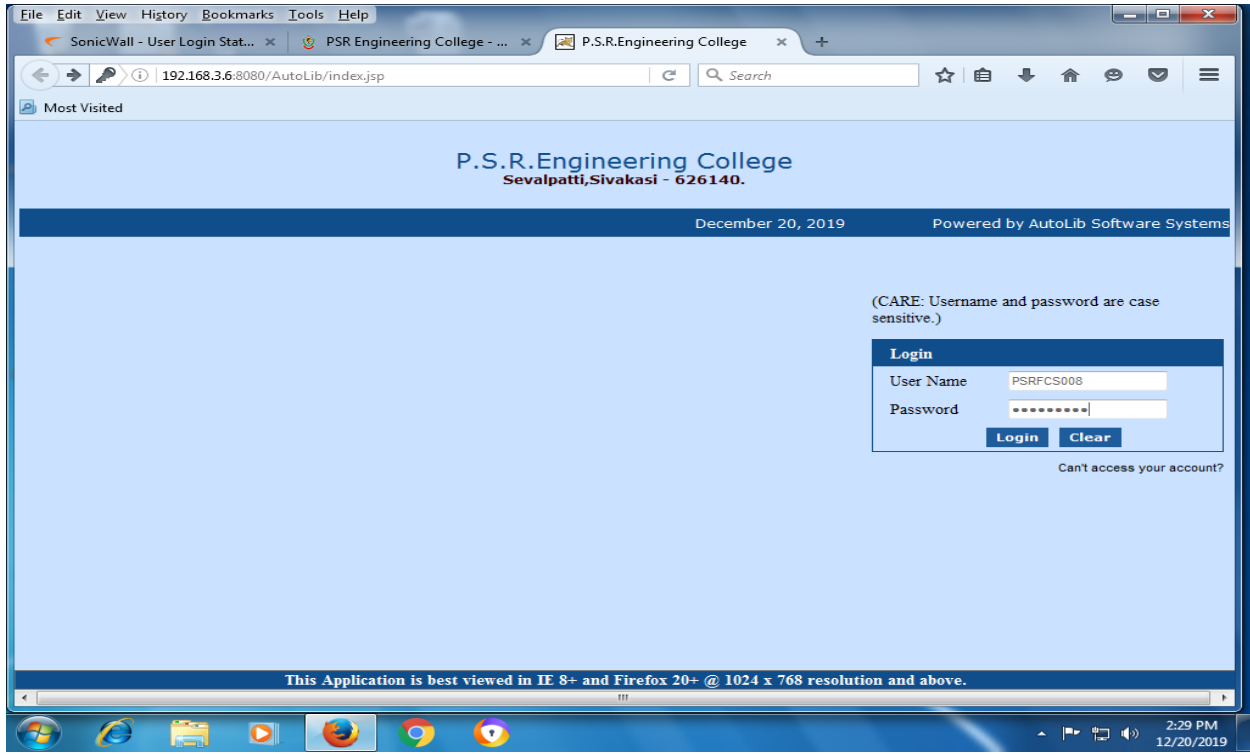 File Edit View History Bookmarks Tools Help
SonicWall - User Login Stat... PSR Engineering College - ... P.S.R.Engineering College
192.168.3.6:8080/AutoLib/index.jsp Search
Most Visited
P.S.R.Engineering College
Sevalpatti,Sivakasi - 626140.
December 20, 2019 Powered by AutoLib Software Systems
(CARE: Username and password are case
sensitive.)
Login
User Name PSRFCS008
Password •••••••••
Login Clear
Can't access your account?
This Application is best viewed in IE 8+ and Firefox 20+ @ 1024 x 768 resolution and above.
2:29 PM
12/20/2019